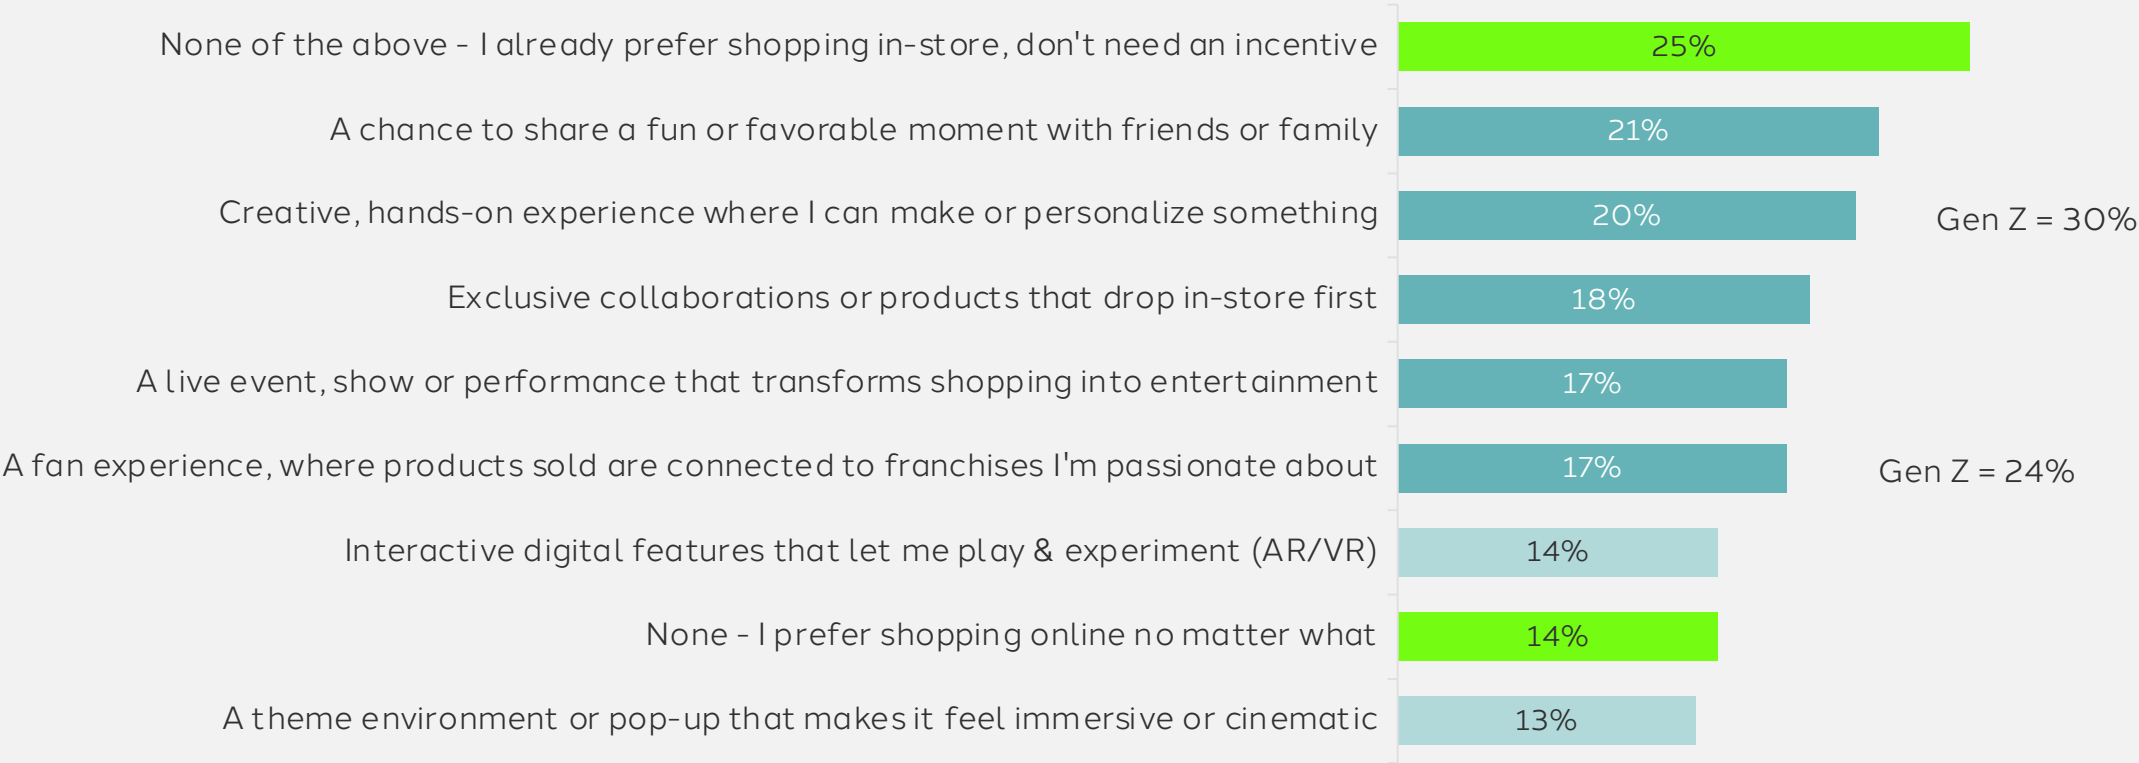 None of the above - I already prefer shopping in-store, don't need an incentive 25%
A chance to share a fun or favorable moment with friends or family 21%
Creative, hands-on experience where I can make or personalize something 20% Gen Z = 30%
Exclusive collaborations or products that drop in-store first 18%
A live event, show or performance that transforms shopping into entertainment 17%
A fan experience, where products sold are connected to franchises I'm passionate about 17% Gen Z = 24%
Interactive digital features that let me play & experiment (AR/VR) 14%
None - I prefer shopping online no matter what 14%
A theme environment or pop-up that makes it feel immersive or cinematic 13%